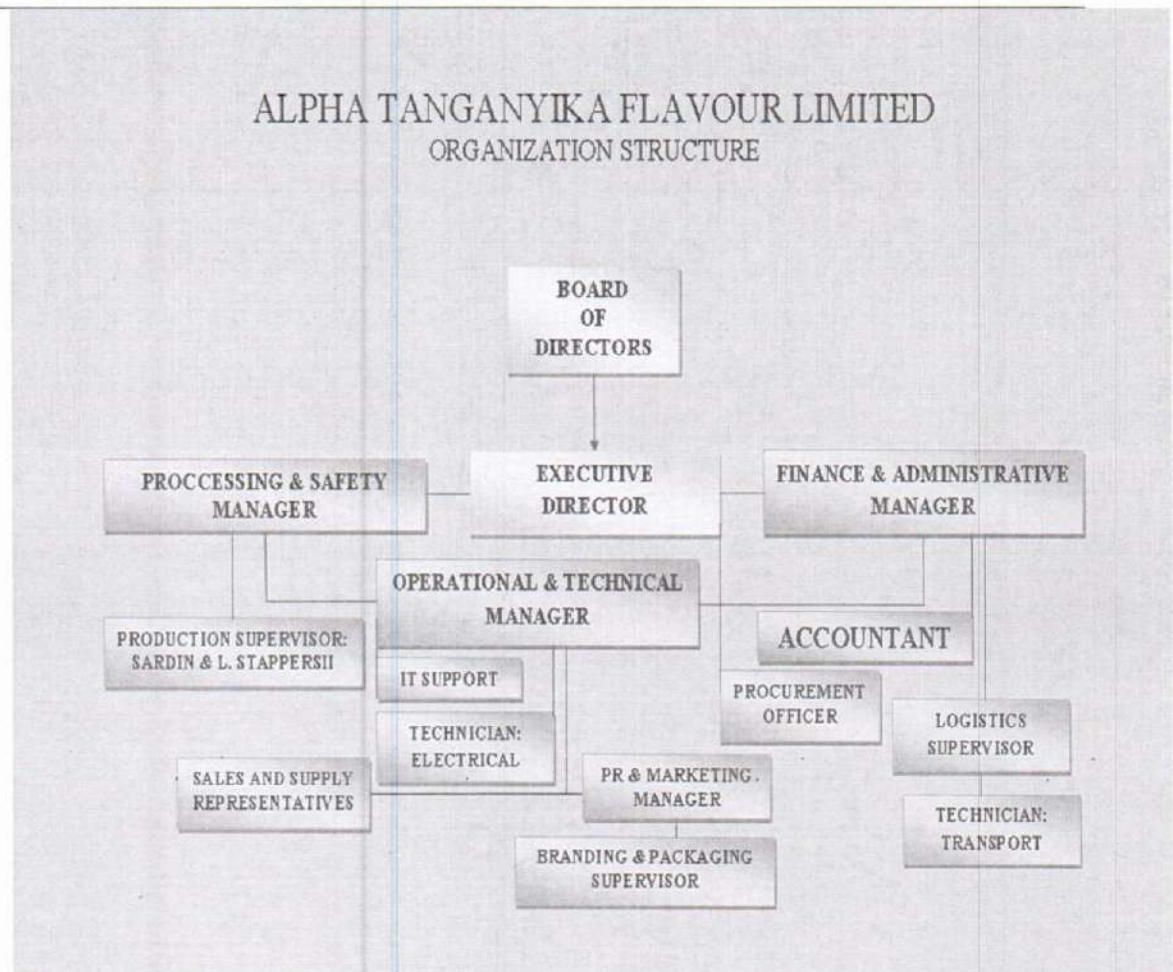 ALPHA TANGANYIKA FLAVOUR LIMITED
ORGANIZATION STRUCTURE
BOARD
OF
DIRECTORS
PROCCESSING & SAFETY
MANAGER
EXECUTIVE
DIRECTOR
FINANCE & ADMINISTRATIVE
MANAGER
OPERATIONAL & TECHNICAL
MANAGER
PRODUCTION SUPERVISOR:
SARDIN & L. STAPPERSII
ACCOUNTANT
IT SUPPORT
PROCUREMENT
OFFICER
TECHNICIAN:
ELECTRICAL
LOGISTICS
SUPERVISOR
SALES AND SUPPLY
REPRESENTATIVES
PR & MARKETING.
MANAGER
TECHNICIAN:
TRANSPORT
BRANDING & PACKAGING
SUPERVISOR